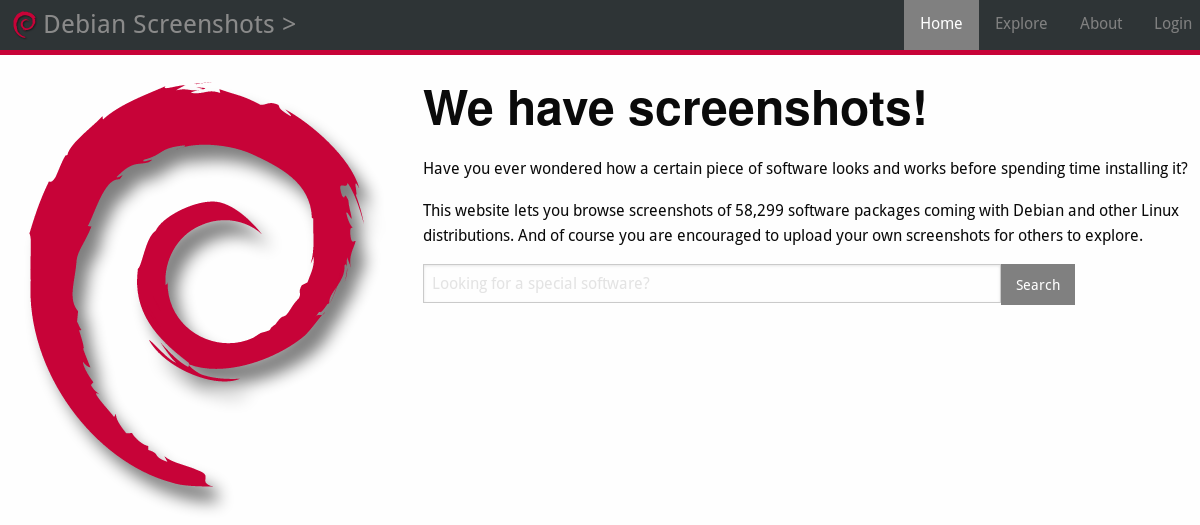 Debian Screenshots >
Home
Explore
About
Login
We have screenshots!
Have you ever wondered how a certain piece of software looks and works before spending time installing it?
This website lets you browse screenshots of 58,299 software packages coming with Debian and other Linux
distributions. And of course you are encouraged to upload your own screenshots for others to explore.
Looking for a special software?
Search